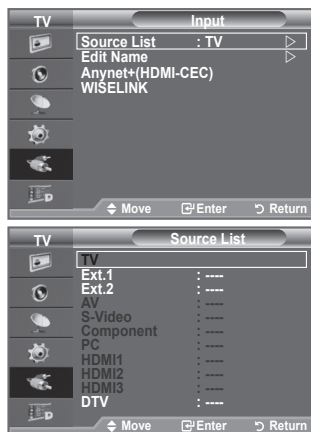 TV Input
Source List : TV
Edit Name
Anynet+(HDMI-CEC)
WISELINK
Move Enter Return
TV Source List
TV
Ext.1 : ----
Ext.2 : ----
AV : ----
S-Video : ----
Component : ----
PC : ----
HDMI1 : ----
HDMI2 : ----
HDMI3 : ----
DTV : ----
Move Enter Return